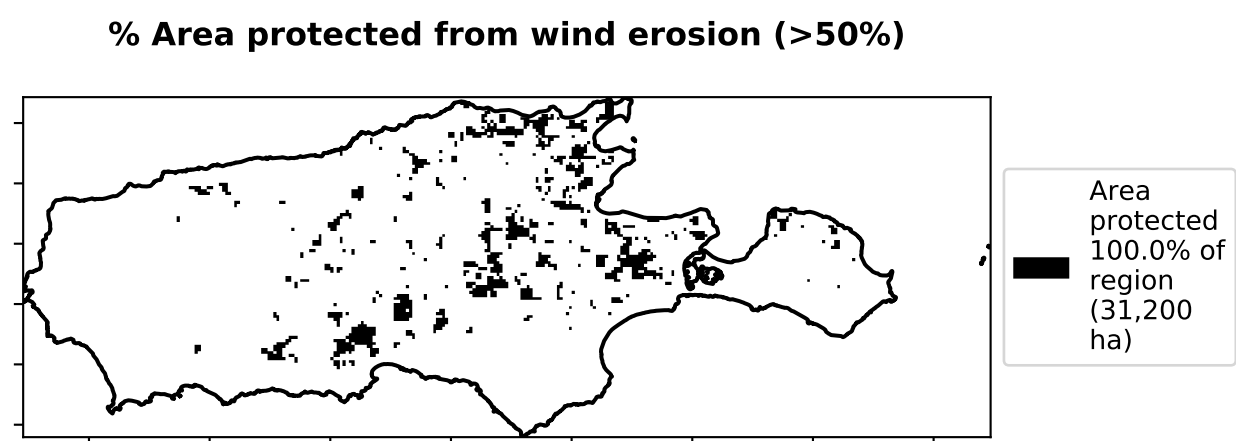 % Area protected from wind erosion (>50%)
Area
protected
100.0% of
region
(31,200
ha)